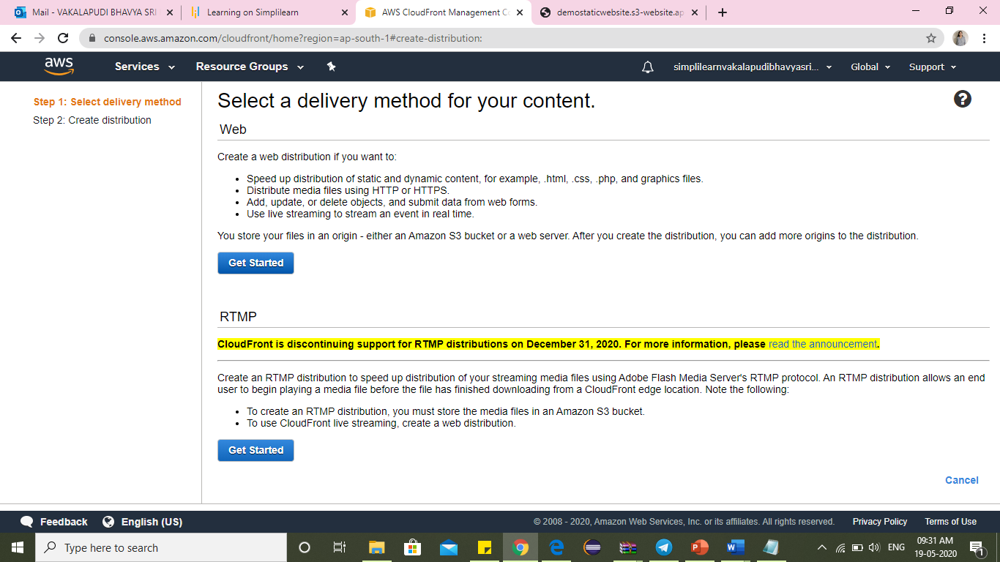 Mail - VAKALAPUDI BHAVYA SRI
Learning on Simplilearn
AWS CloudFront Management C
demostaticwebsite.s3-website.ap
console.aws.amazon.com/cloudfront/home?region=ap-south-1#create-distribution:
aws
Services
Resource Groups
simplilearnvakalapudibhavyasri...
Global
Support
Step 1: Select delivery method
Step 2: Create distribution
Select a delivery method for your content.
Web
Create a web distribution if you want to:
• Speed up distribution of static and dynamic content, for example, .html, .css, .php, and graphics files.
• Distribute media files using HTTP or HTTPS.
• Add, update, or delete objects, and submit data from web forms.
• Use live streaming to stream an event in real time.
You store your files in an origin - either an Amazon S3 bucket or a web server. After you create the distribution, you can add more origins to the distribution.
Get Started
RTMP
CloudFront is discontinuing support for RTMP distributions on December 31, 2020. For more information, please read the announcement.
Create an RTMP distribution to speed up distribution of your streaming media files using Adobe Flash Media Server's RTMP protocol. An RTMP distribution allows an end
user to begin playing a media file before the file has finished downloading from a CloudFront edge location. Note the following:
• To create an RTMP distribution, you must store the media files in an Amazon S3 bucket.
• To use CloudFront live streaming, create a web distribution.
Get Started
Cancel
Feedback
English (US)
© 2008 - 2020, Amazon Web Services, Inc. or its affiliates. All rights reserved.
Privacy Policy
Terms of Use
Type here to search
ENG
09:31 AM
19-05-2020
1